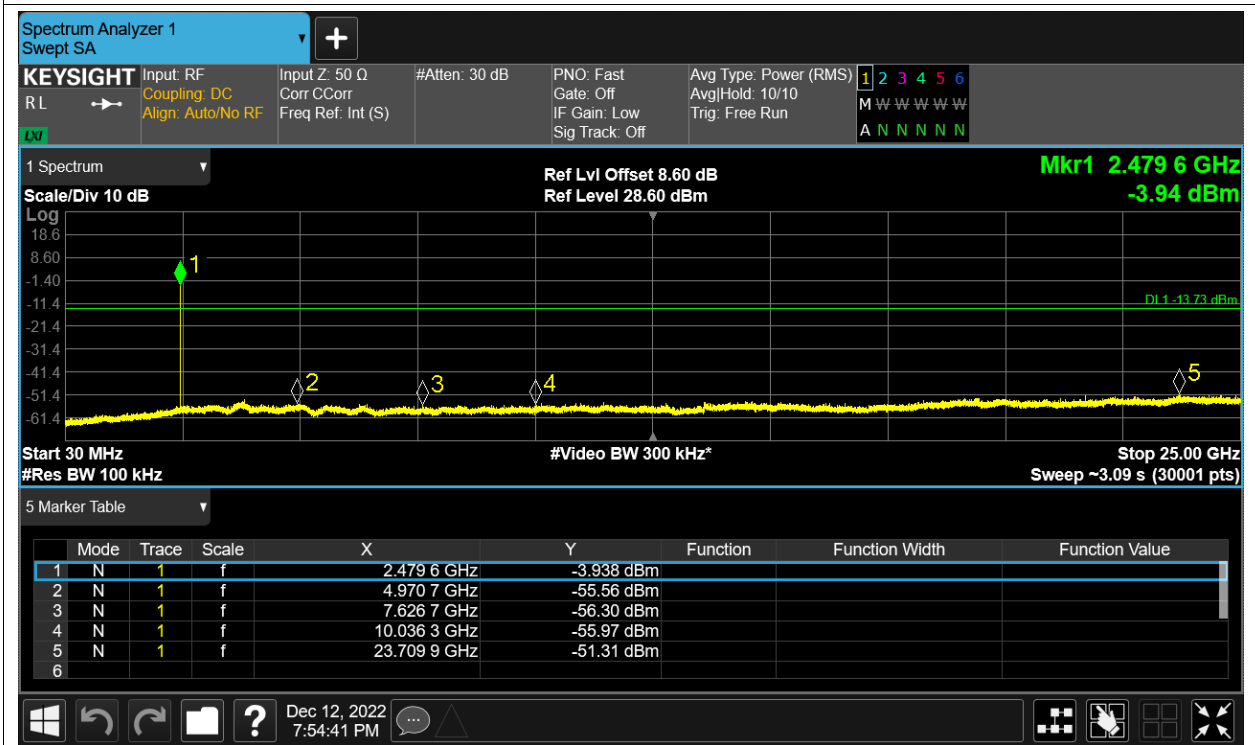 Spectrum Analyzer 1
Swept SA
+
KEYSIGHT Input: RF Input Z: 50 Ω #Atten: 30 dB PNO: Fast Avg Type: Power (RMS) 1 2 3 4 5 6
RL Coupling: DC Corr CCorr Gate: Off Avg|Hold: 10/10 M W W W W W
Align: Auto/No RF Freq Ref: Int (S) IF Gain: Low Trig: Free Run
LXI Sig Track: Off A N N N N N
1 Spectrum Ref Lvl Offset 8.60 dB Mkr1 2.479 6 GHz
Scale/Div 10 dB Ref Level 28.60 dBm -3.94 dBm
Log
18.6
8.60 1
-1.40
-11.4 DL1 -13.73 dBm
-21.4
-31.4
-41.4 2 3 4 5
-51.4
-61.4
Start 30 MHz #Video BW 300 kHz* Stop 25.00 GHz
#Res BW 100 kHz Sweep ~3.09 s (30001 pts)
5 Marker Table
Mode Trace Scale X Y Function Function Width Function Value
1 N 1 f 2.479 6 GHz -3.938 dBm
2 N 1 f 4.970 7 GHz -55.56 dBm
3 N 1 f 7.626 7 GHz -56.30 dBm
4 N 1 f 10.036 3 GHz -55.97 dBm
5 N 1 f 23.709 9 GHz -51.31 dBm
6
? Dec 12, 2022
7:54:41 PM